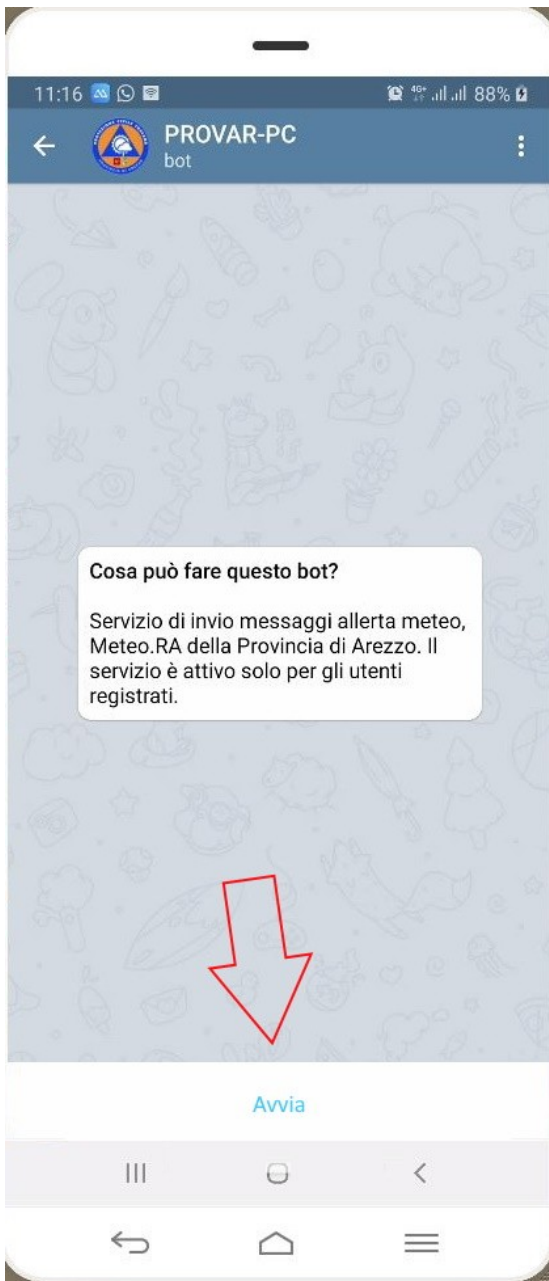 11:16
4G+
88%
PROVAR-PC
bot
Cosa può fare questo bot?
Servizio di invio messaggi allerta meteo,
Meteo.RA della Provincia di Arezzo. Il
servizio è attivo solo per gli utenti
registrati.
Avvia